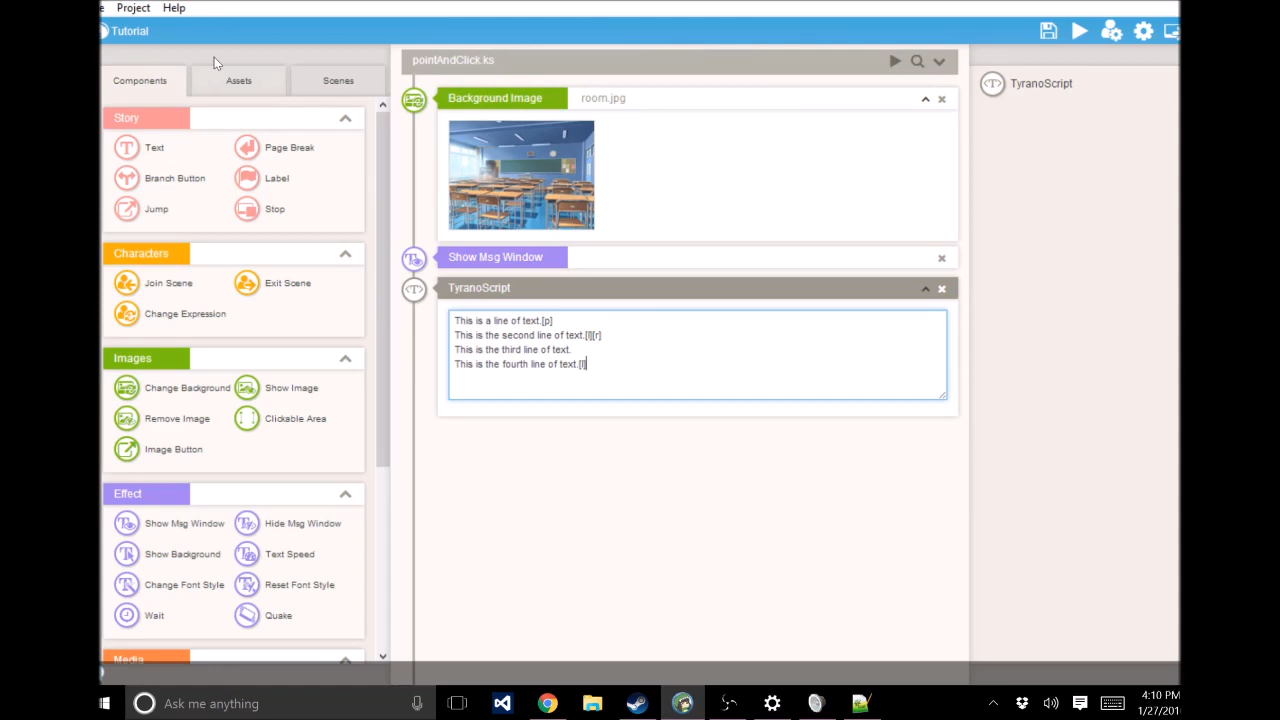 Project Help
Tutorial
Components Assets Scenes
Story
Text Page Break
Branch Button Label
Jump Stop
Characters
Join Scene Exit Scene
Change Expression
Images
Change Background Show Image
Remove Image Clickable Area
Image Button
Effect
Show Msg Window Hide Msg Window
Show Background Text Speed
Change Font Style Reset Font Style
Wait Quake
Media
pointAndClick.ks
Background Image room.jpg
Show Msg Window
<T> TyranoScript
This is a line of text.[p]
This is the second line of text.[l][r]
This is the third line of text.
This is the fourth line of text.[l]
<T> TyranoScript
Ask me anything
4:10 PM
1/27/201